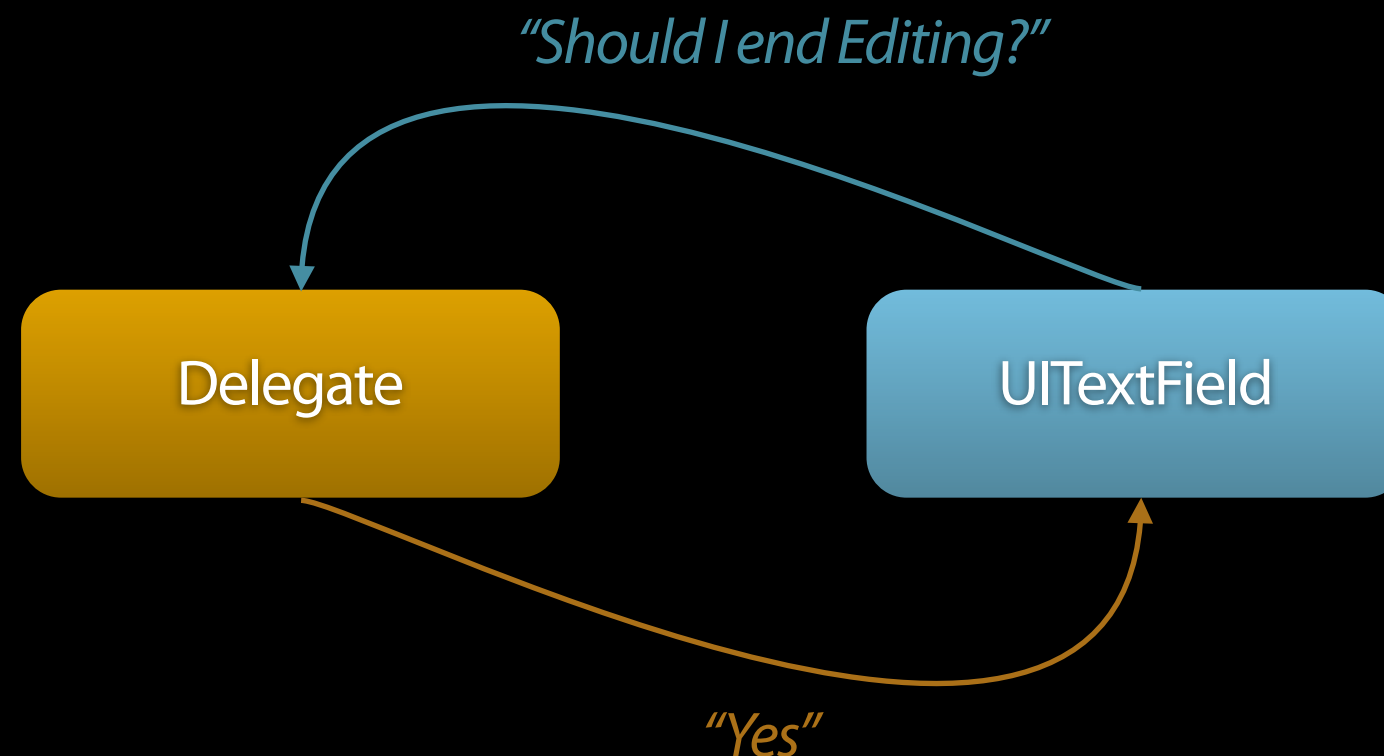 “Should I end Editing?”
Delegate
UITextField
“Yes”